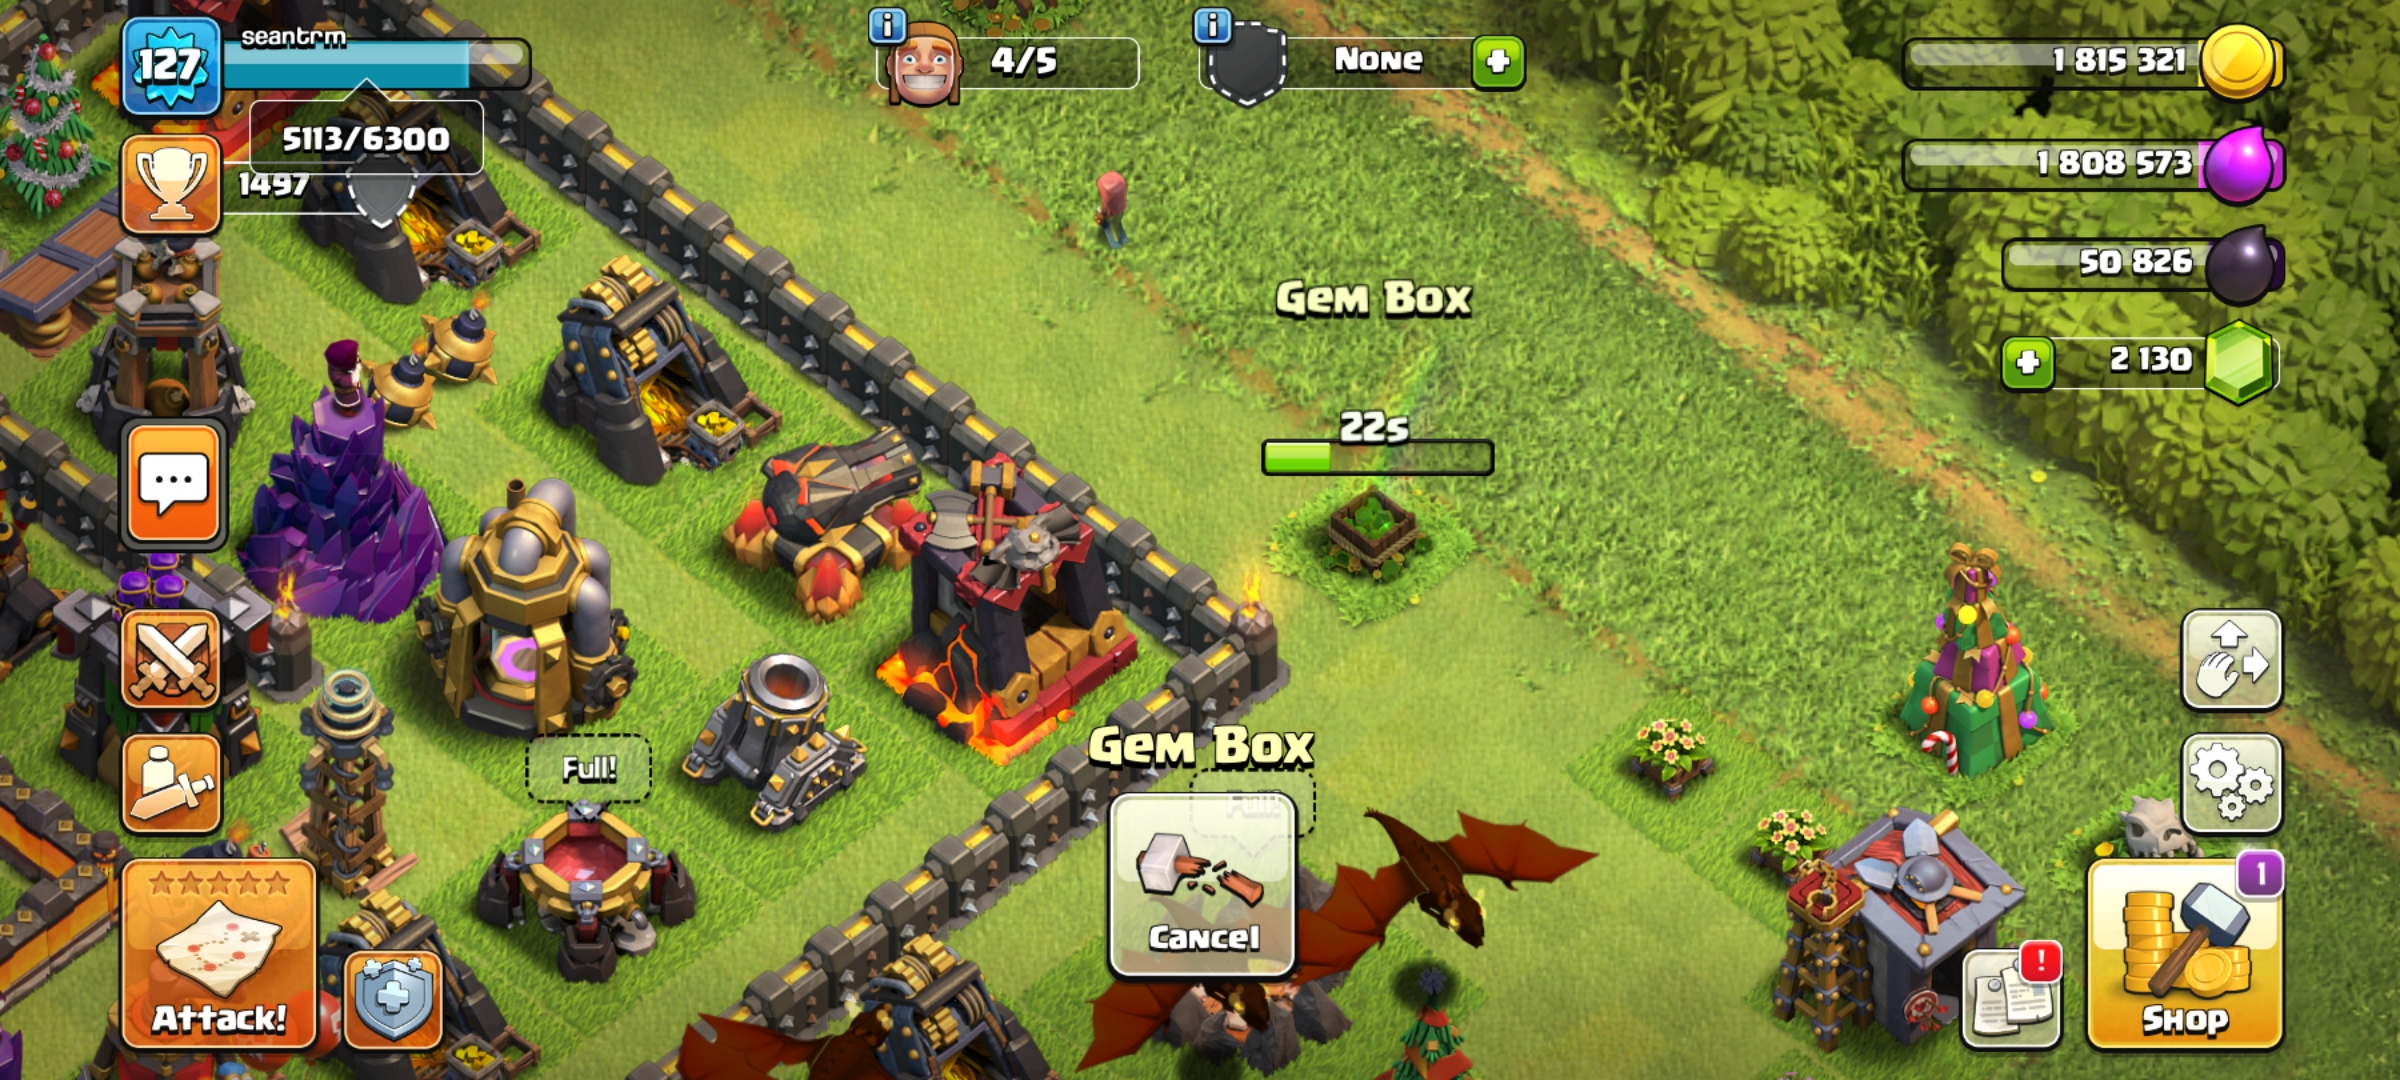 127
seantrm
5113/6300
1497
i
4/5
i
None
1 815 321
1 808 573
50 826
2 130
Gem Box
22s
Full!
Gem Box
Full!
Cancel
Attack!
!
1
Shop